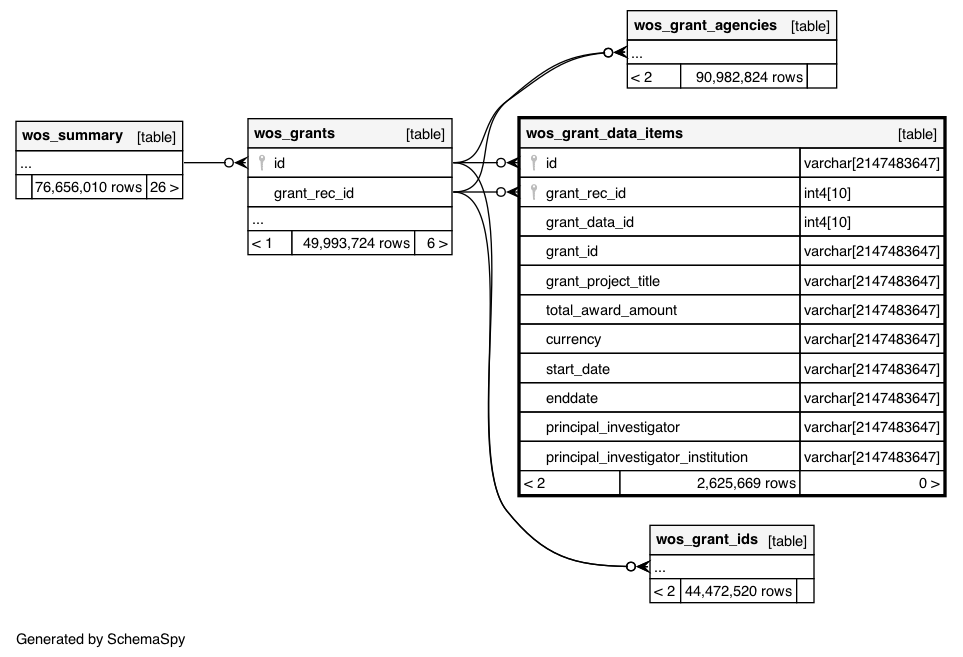 wos_grant_agencies [table]
...
< 2 90,982,824 rows
wos_summary [table]
...
76,656,010 rows 26 >
wos_grants [table]
id
grant_rec_id
...
< 1 49,993,724 rows 6 >
wos_grant_data_items [table]
id varchar[2147483647]
grant_rec_id int4[10]
grant_data_id int4[10]
grant_id varchar[2147483647]
grant_project_title varchar[2147483647]
total_award_amount varchar[2147483647]
currency varchar[2147483647]
start_date varchar[2147483647]
enddate varchar[2147483647]
principal_investigator varchar[2147483647]
principal_investigator_institution varchar[2147483647]
< 2 2,625,669 rows 0 >
wos_grant_ids [table]
...
< 2 44,472,520 rows
Generated by SchemaSpy